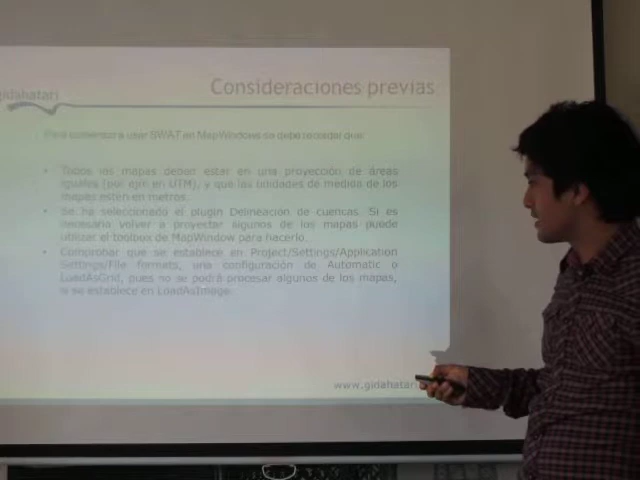 Consideraciones previas
gidahatari
Para comenzar a usar SWAT en MapWindows se debe recordar que:
• Todos los mapas deben estar en una proyección de áreas
iguales (por ejm en UTM), y que las unidades de medida de los
mapas estén en metros.
• Se ha seleccionado el plugin Delineación de cuencas. Si es
necesario volver a proyectar algunos de los mapas puede
utilizar el toolbox de MapWindow para hacerlo.
• Comprobar que se establece en Project/Settings/Application
Settings/File formats, una configuración de Automatic o
LoadAsGrid, pues no se podrá procesar algunos de los mapas,
si se establece en LoadAsImage.
www.gidahatari